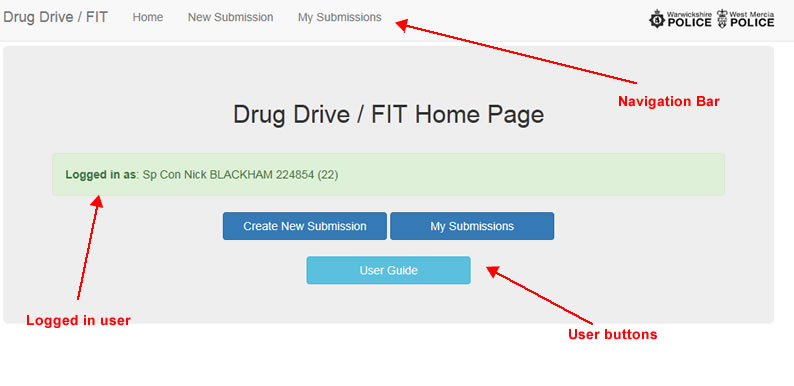 Drug Drive / FIT Home New Submission My Submissions Warwickshire POLICE West Mercia POLICE
Navigation Bar
Drug Drive / FIT Home Page
Logged in as: Sp Con Nick BLACKHAM 224854 (22)
Create New Submission My Submissions
User Guide
Logged in user
User buttons